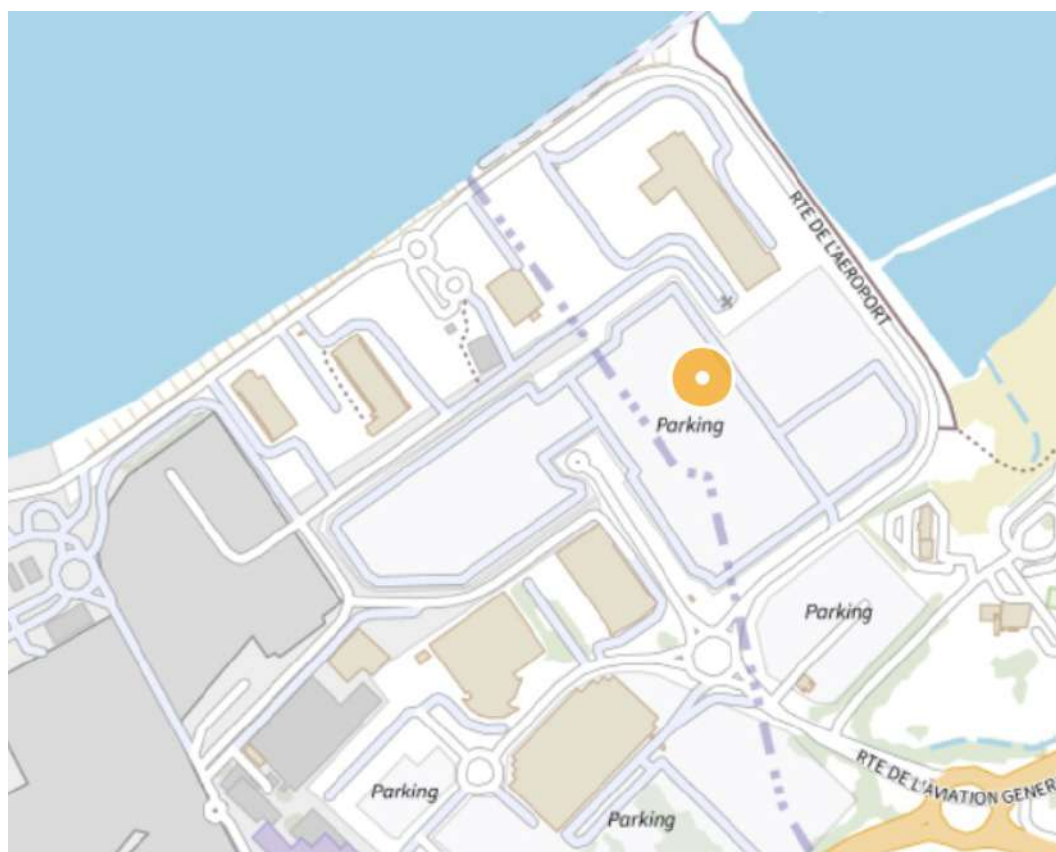 RTE DE L'AEROPORT
Parking
Parking
RTE DE L'AVIATION GENER
Parking
Parking